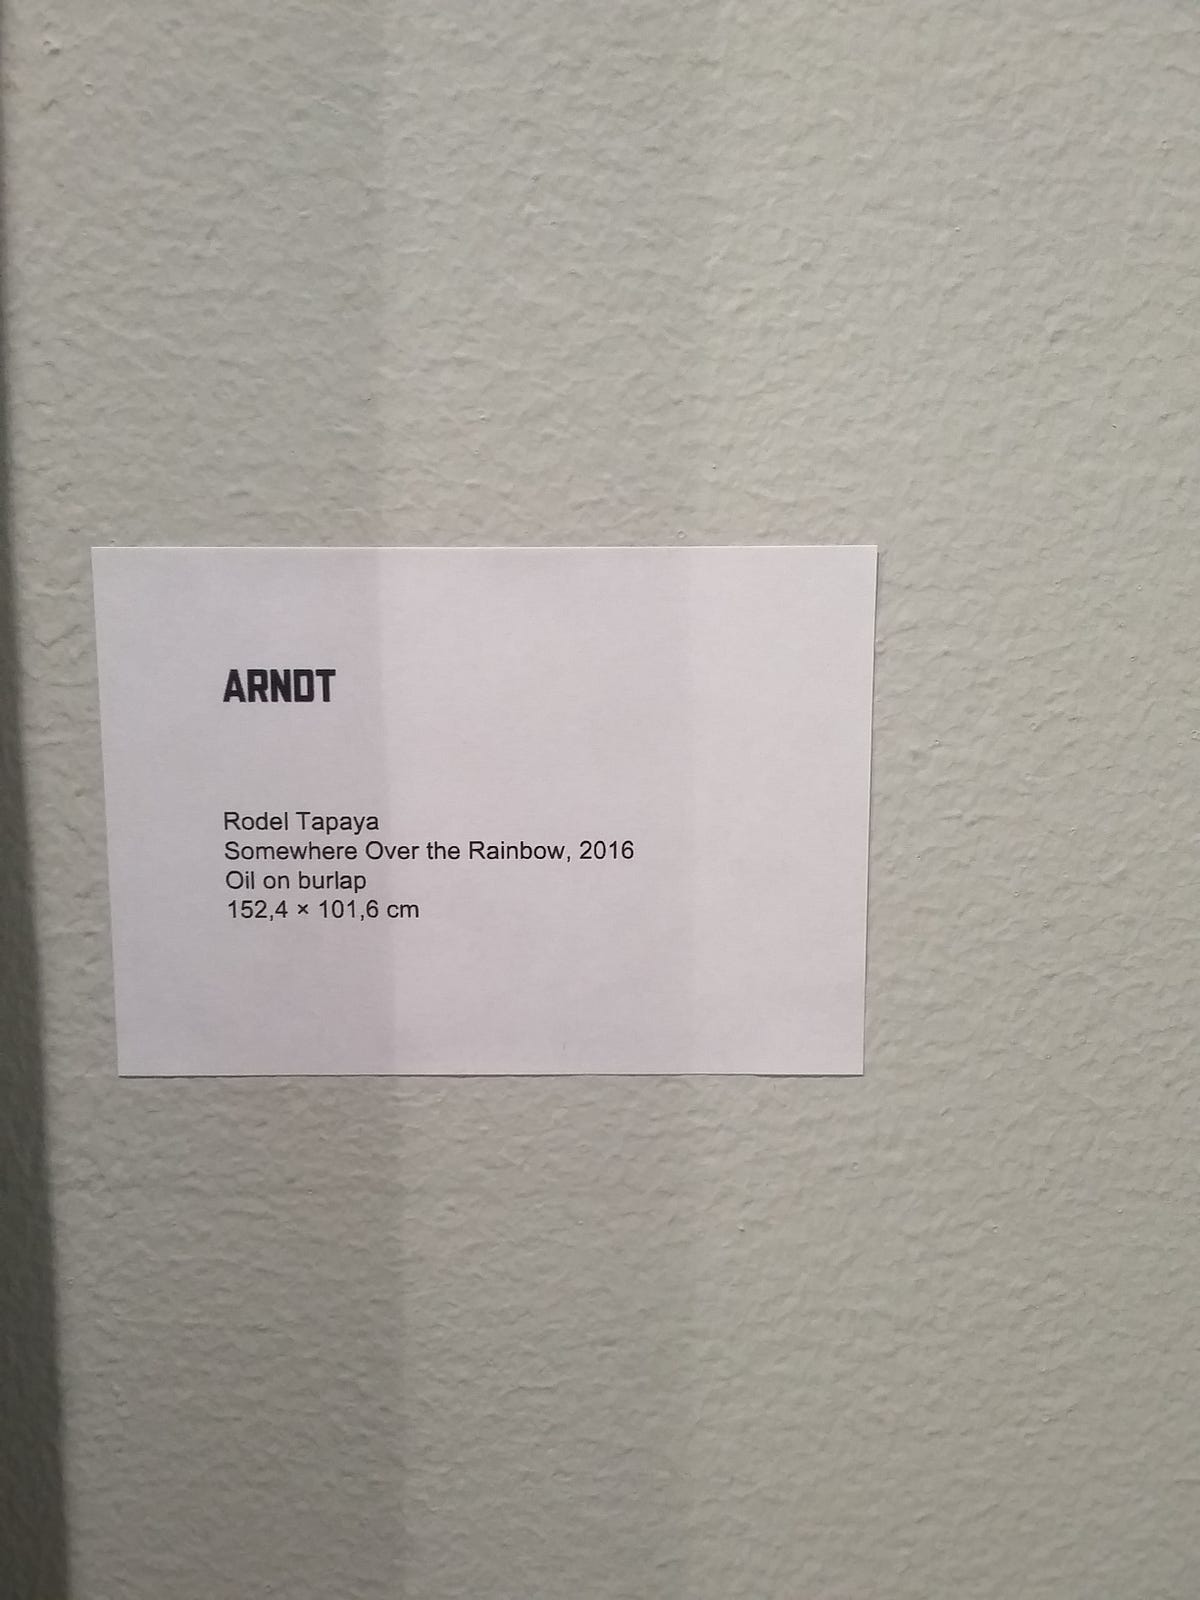 ARNDT
Rodel Tapaya
Somewhere Over the Rainbow, 2016
Oil on burlap
152,4 × 101,6 cm